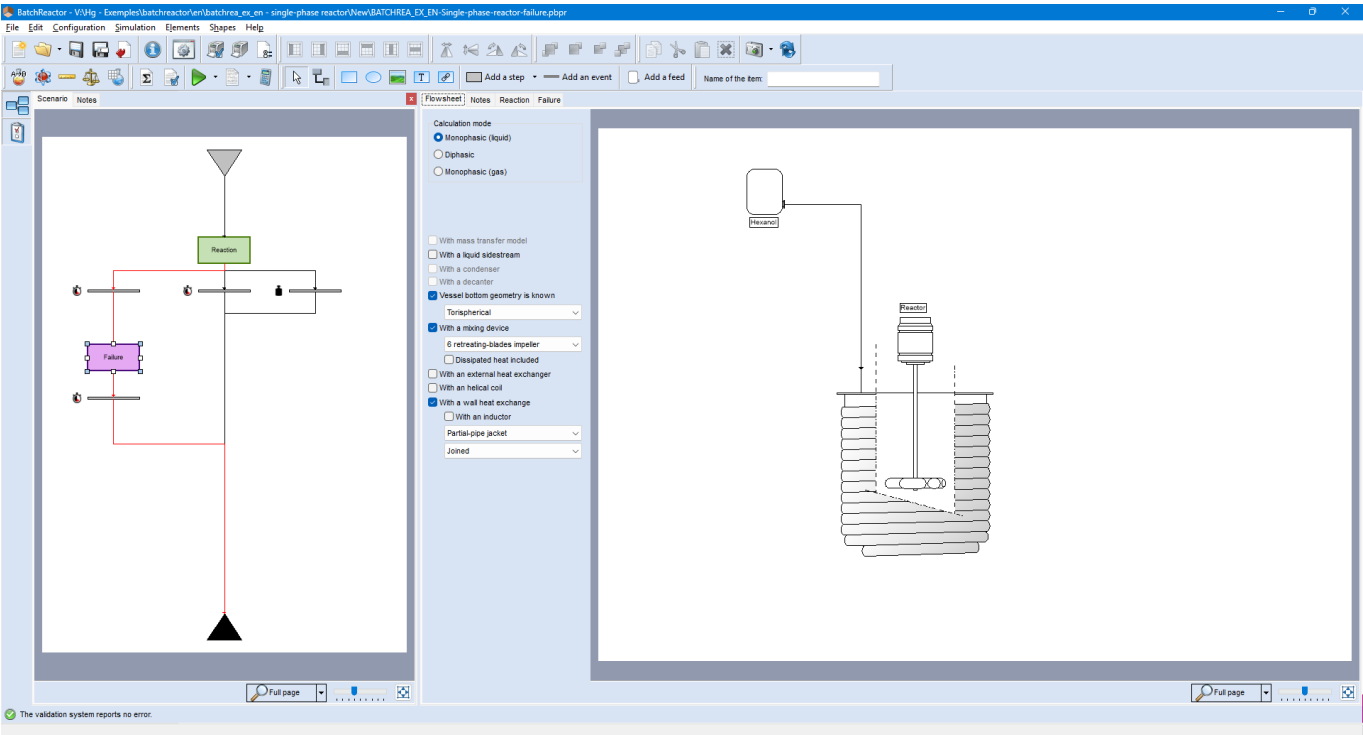 BatchReactor - V:\Hg - Exemples\batchreactor\en\batchrea_ex_en - single-phase reactor\New\BATCHREA_EX_EN-Single-phase-reactor-failure.pbpr
File Edit Configuration Simulation Elements Shapes Help
T Add a step Add an event Add a feed Name of the item:
Scenario Notes
Flowsheet Notes Reaction Failure
Calculation mode
Monophasic (liquid)
Diphasic
Monophasic (gas)
With mass transfer model
With a liquid sidestream
With a condenser
With a decanter
Vessel bottom geometry is known
Torispherical
With a mixing device
6 retreating-blades impeller
Dissipated heat included
With an external heat exchanger
With an helical coil
With a wall heat exchange
With an inductor
Partial-pipe jacket
Joined
Reaction
Failure
Hexanol
Reactor
Full page
Full page
The validation system reports no error.